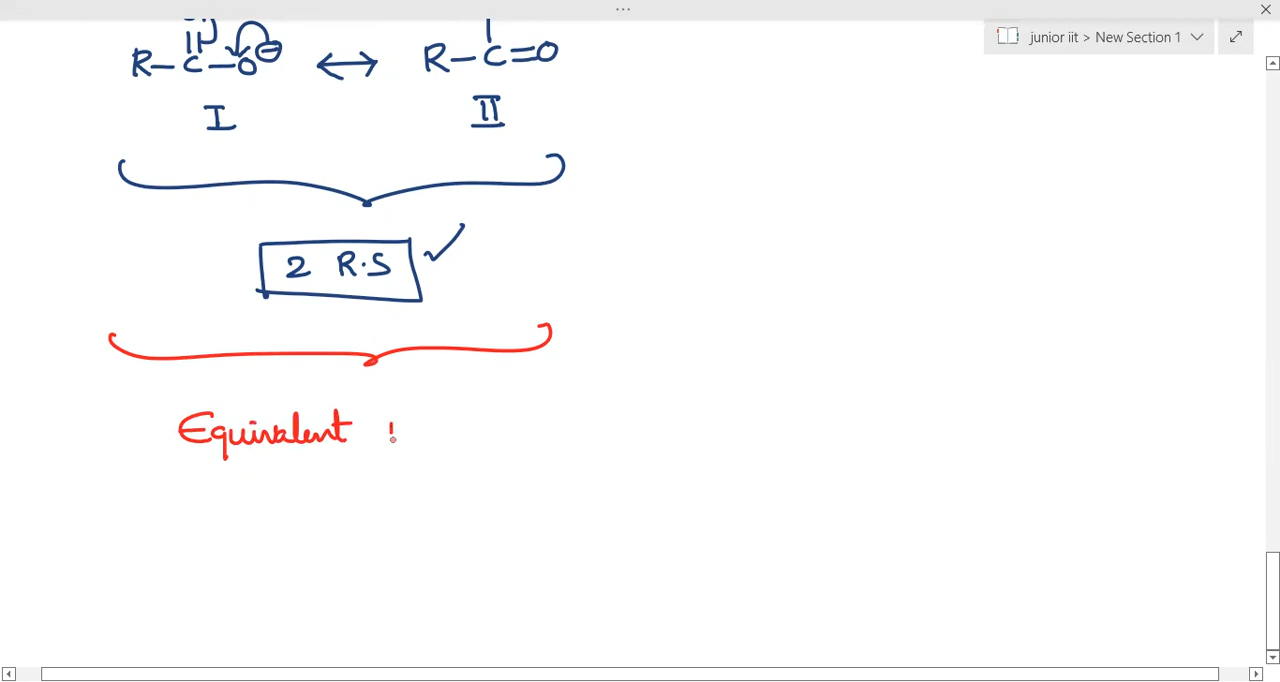 junior iit > New Section 1
R-C-O⊖ ↔ R-C=O
I II
2 R.S ✓
Equivalent